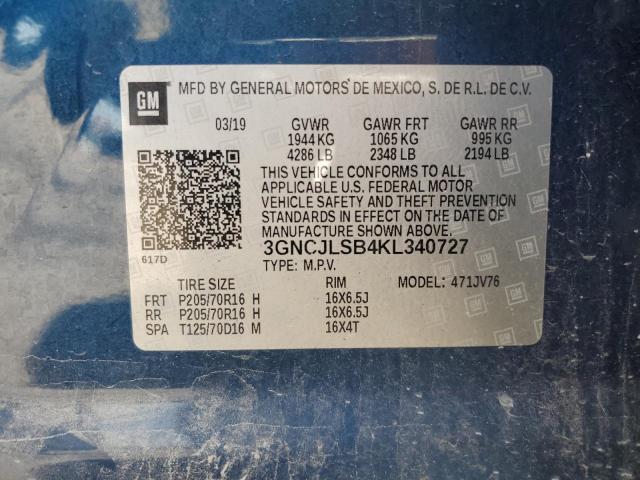 GM
MFD BY GENERAL MOTORS DE MEXICO, S. DE R.L. DE C.V.
03/19 GVWR GAWR FRT GAWR RR
1944 KG 1065 KG 995 KG
4286 LB 2348 LB 2194 LB
THIS VEHICLE CONFORMS TO ALL
APPLICABLE U.S. FEDERAL MOTOR
VEHICLE SAFETY AND THEFT PREVENTION
STANDARDS IN EFFECT ON THE DATE OF
MANUFACTURE SHOWN ABOVE.
3GNCJLSB4KL340727
617D
TYPE: M.P.V.
TIRE SIZE RIM MODEL: 471JV76
FRT P205/70R16 H 16X6.5J
RR P205/70R16 H 16X6.5J
SPA T125/70D16 M 16X4T